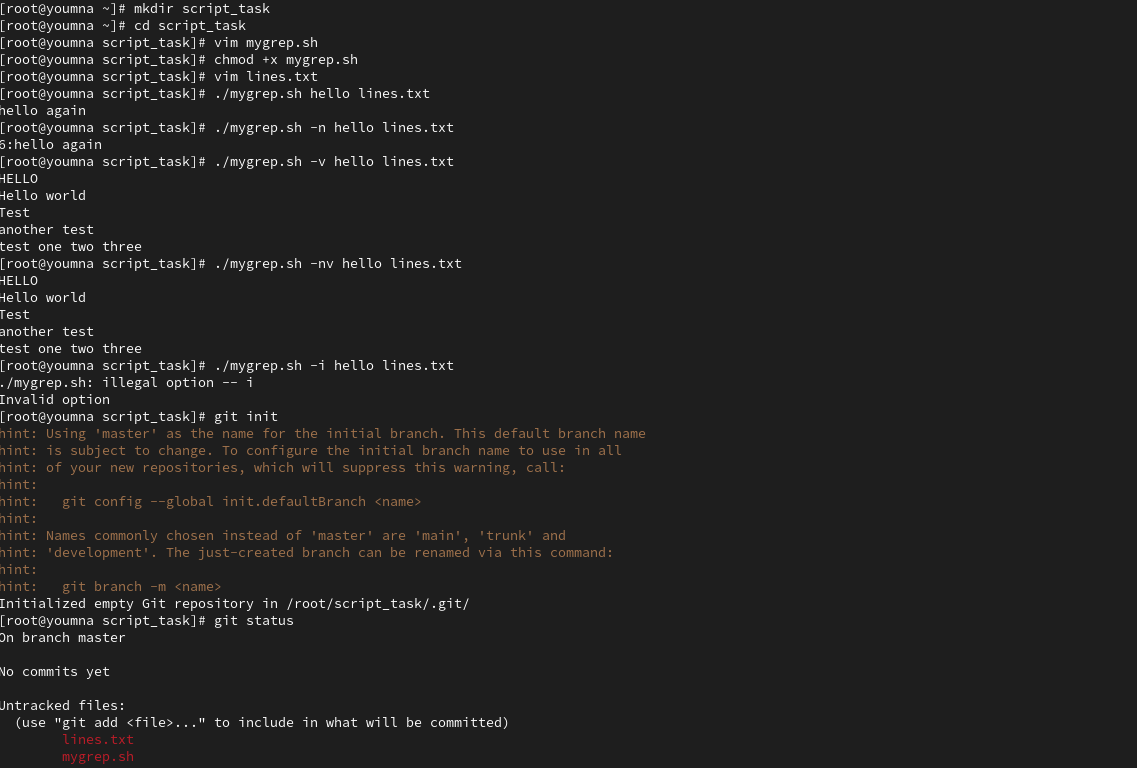 [root@youmna ~]# mkdir script_task
[root@youmna ~]# cd script_task
[root@youmna script_task]# vim mygrep.sh
[root@youmna script_task]# chmod +x mygrep.sh
[root@youmna script_task]# vim lines.txt
[root@youmna script_task]# ./mygrep.sh hello lines.txt
hello again
[root@youmna script_task]# ./mygrep.sh -n hello lines.txt
6:hello again
[root@youmna script_task]# ./mygrep.sh -v hello lines.txt
HELLO
Hello world
Test
another test
test one two three
[root@youmna script_task]# ./mygrep.sh -nv hello lines.txt
HELLO
Hello world
Test
another test
test one two three
[root@youmna script_task]# ./mygrep.sh -i hello lines.txt
./mygrep.sh: illegal option -- i
Invalid option
[root@youmna script_task]# git init
hint: Using 'master' as the name for the initial branch. This default branch name
hint: is subject to change. To configure the initial branch name to use in all
hint: of your new repositories, which will suppress this warning, call:
hint:
hint:   git config --global init.defaultBranch <name>
hint:
hint: Names commonly chosen instead of 'master' are 'main', 'trunk' and
hint: 'development'. The just-created branch can be renamed via this command:
hint:
hint:   git branch -m <name>
Initialized empty Git repository in /root/script_task/.git/
[root@youmna script_task]# git status
On branch master
No commits yet
Untracked files:
  (use "git add <file>..." to include in what will be committed)
        lines.txt
        mygrep.sh